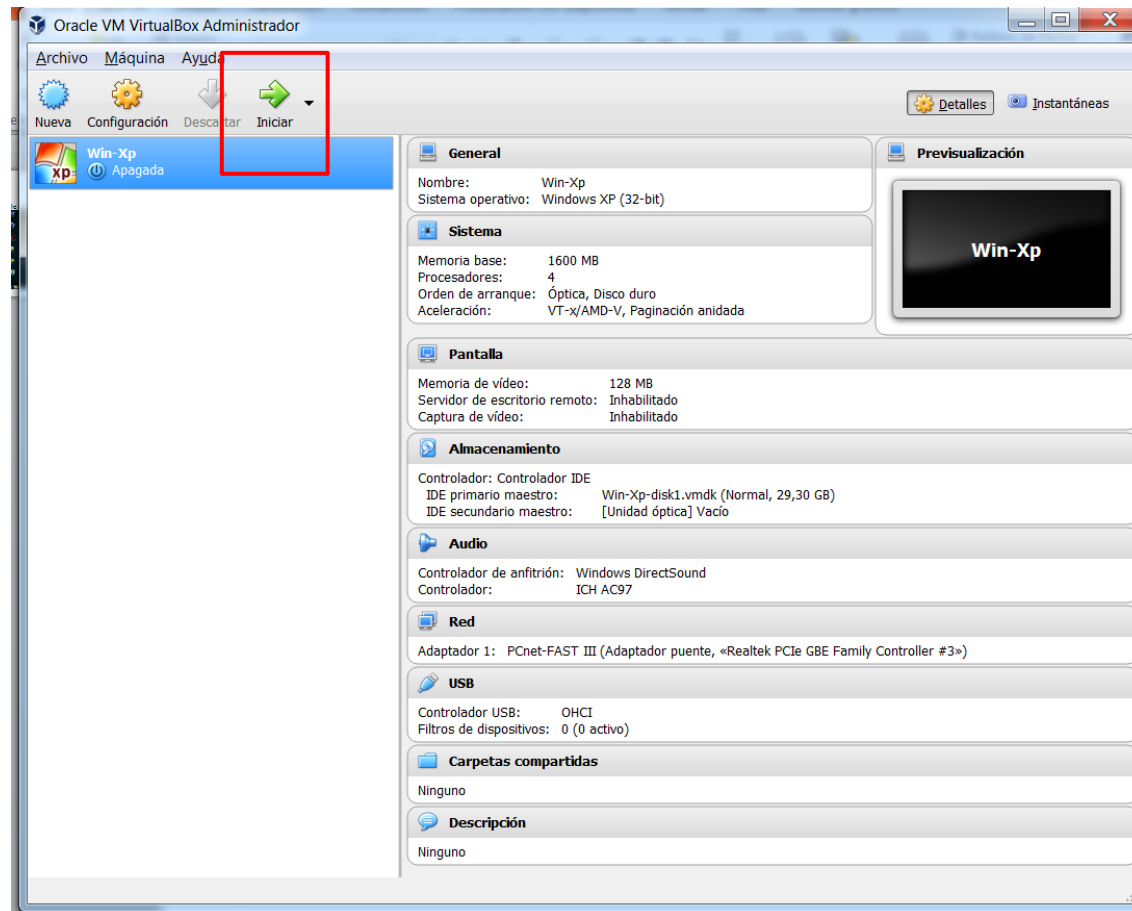 Oracle VM VirtualBox Administrador
Archivo Máquina Ayuda
Nueva Configuración Descartar Iniciar
Detalles Instantáneas
Win-Xp
Apagada
xp
General
Nombre: Win-Xp
Sistema operativo: Windows XP (32-bit)
Previsualización
Win-Xp
Sistema
Memoria base: 1600 MB
Procesadores: 4
Orden de arranque: Óptica, Disco duro
Aceleración: VT-x/AMD-V, Paginación anidada
Pantalla
Memoria de vídeo: 128 MB
Servidor de escritorio remoto: Inhabilitado
Captura de vídeo: Inhabilitado
Almacenamiento
Controlador: Controlador IDE
IDE primario maestro: Win-Xp-disk1.vmdk (Normal, 29,30 GB)
IDE secundario maestro: [Unidad óptica] Vacío
Audio
Controlador de anfitrión: Windows DirectSound
Controlador: ICH AC97
Red
Adaptador 1: PCnet-FAST III (Adaptador puente, «Realtek PCIe GBE Family Controller #3»)
USB
Controlador USB: OHCI
Filtros de dispositivos: 0 (0 activo)
Carpetas compartidas
Ninguno
Descripción
Ninguno